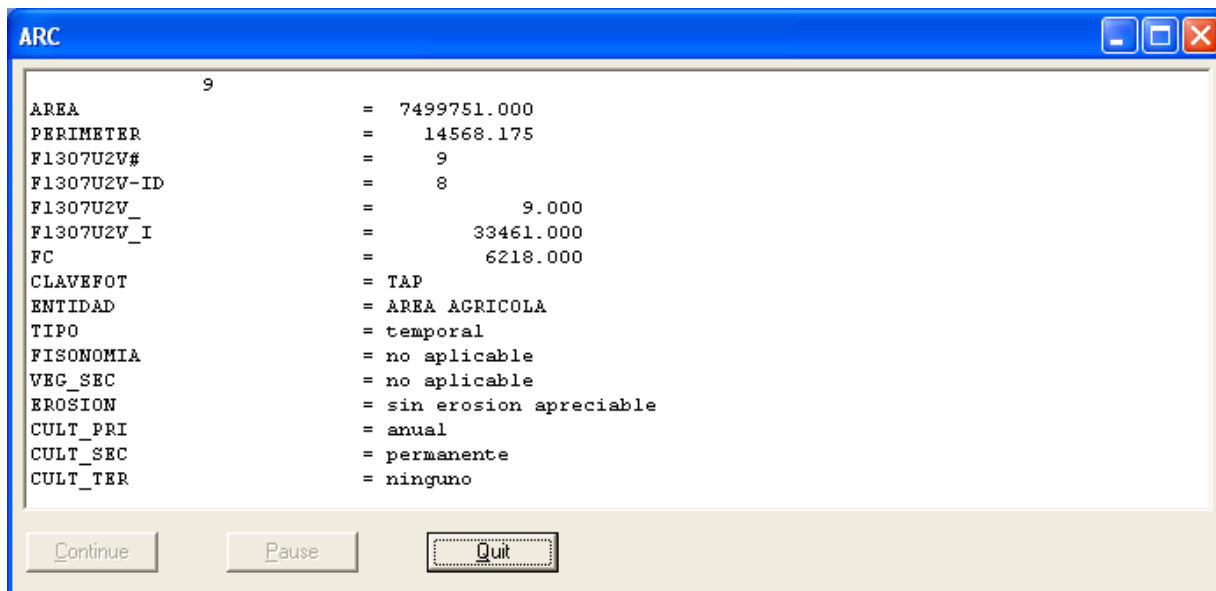 ARC
9
AREA = 7499751.000
PERIMETER = 14568.175
F1307U2V# = 9
F1307U2V-ID = 8
F1307U2V_ = 9.000
F1307U2V_I = 33461.000
FC = 6218.000
CLAVEFOT = TAP
ENTIDAD = AREA AGRICOLA
TIPO = temporal
FISONOMIA = no aplicable
VEG_SEC = no aplicable
EROSION = sin erosion apreciable
CULT_PRI = anual
CULT_SEC = permanente
CULT_TER = ninguno
Continue Pause Quit